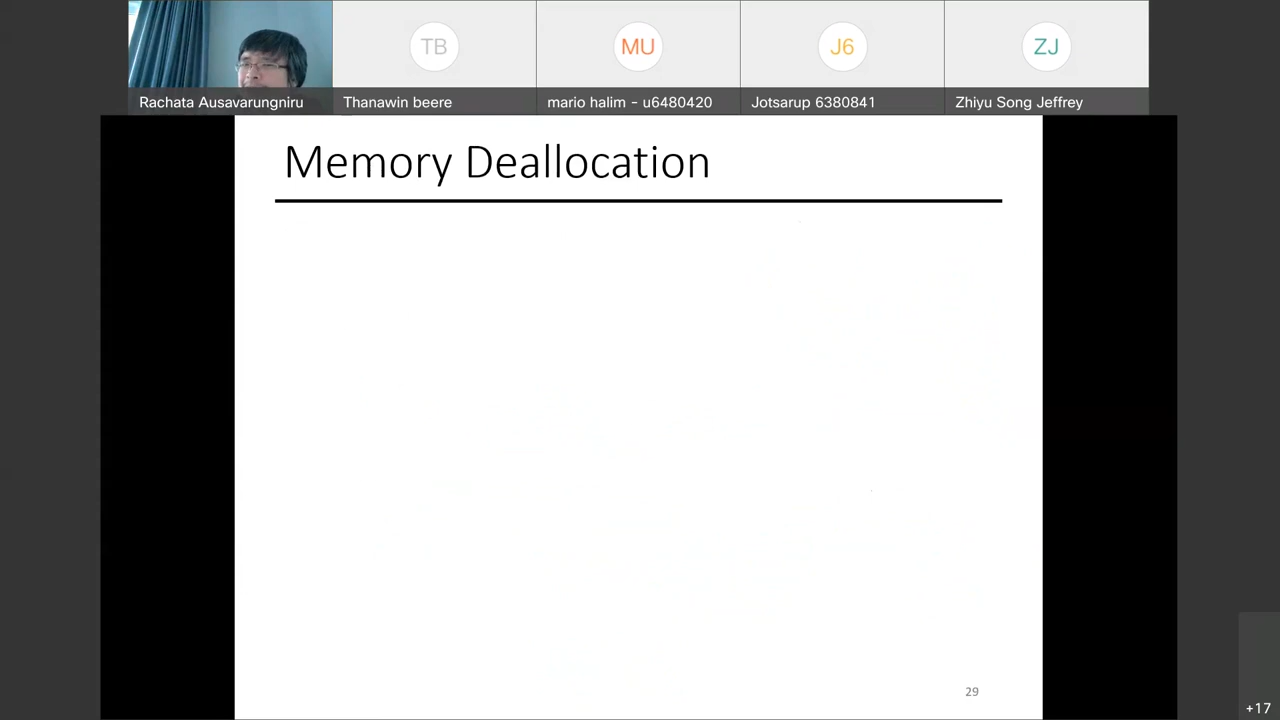 TB
MU
J6
ZJ
Rachata Ausavarungniru
Thanawin beere
mario halim - u6480420
Jotsarup 6380841
Zhiyu Song Jeffrey
Memory Deallocation
29
+17